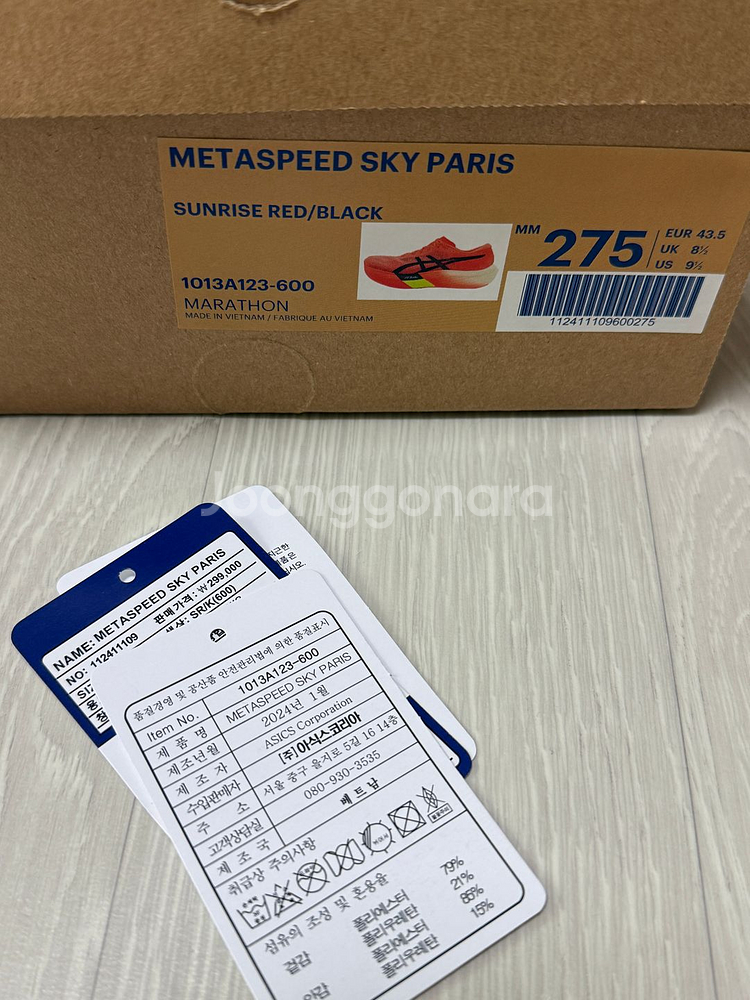 METASPEED SKY PARIS
SUNRISE RED/BLACK
1013A123-600
MARATHON
MADE IN VIETNAM / FABRIQUE AU VIETNAM
MM 275
EUR 43.5
UK 8½
US 9½
112411109600275
Joonggonara
NAME: METASPEED SKY PARIS
NO: 112411109 판매가격: ₩299,000
색상: SR/K(600)
품질경영 및 공산품 안전관리법에 의한 품질표시
Item No. 1013A123-600
제품명 METASPEED SKY PARIS
제조년월 2024년 1월
제조자 ASICS Corporation
수입판매자 (주)아식스코리아
주소 서울 중구 을지로 5길 16 14층
고객상담실 080-930-3535
제조국 베트남
취급상 주의사항
섬유의 조성 및 혼용율
겉감 폴리에스터 79%
폴리우레탄 21%
폴리에스터 85%
폴리우레탄 15%